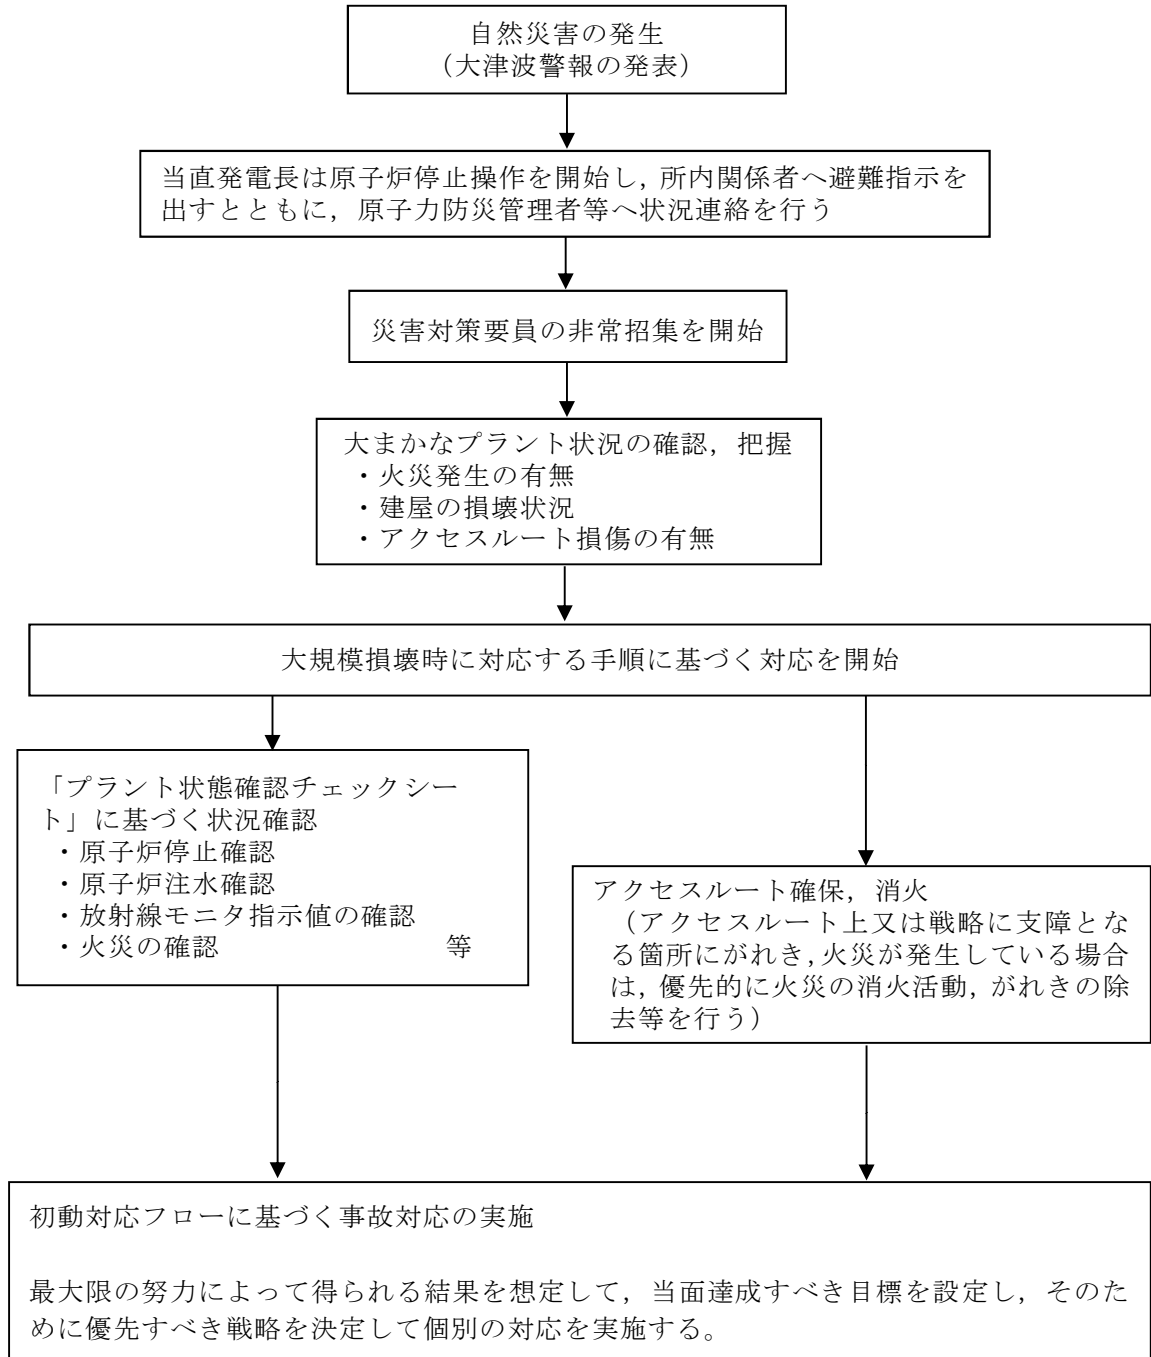 自然災害の発生
（大津波警報の発表）
当直発電長は原子炉停止操作を開始し，所内関係者へ避難指示を
出すとともに，原子力防災管理者等へ状況連絡を行う
災害対策要員の非常招集を開始
大まかなプラント状況の確認，把握
・火災発生の有無
・建屋の損壊状況
・アクセスルート損傷の有無
大規模損壊時に対応する手順に基づく対応を開始
「プラント状態確認チェックシー
ト」に基づく状況確認
・原子炉停止確認
・原子炉注水確認
・放射線モニタ指示値の確認
・火災の確認　　　　　　　等
アクセスルート確保，消火
（アクセスルート上又は戦略に支障とな
る箇所にがれき，火災が発生している場合
は，優先的に火災の消火活動，がれきの除
去等を行う）
初動対応フローに基づく事故対応の実施
最大限の努力によって得られる結果を想定して，当面達成すべき目標を設定し，そのた
めに優先すべき戦略を決定して個別の対応を実施する。